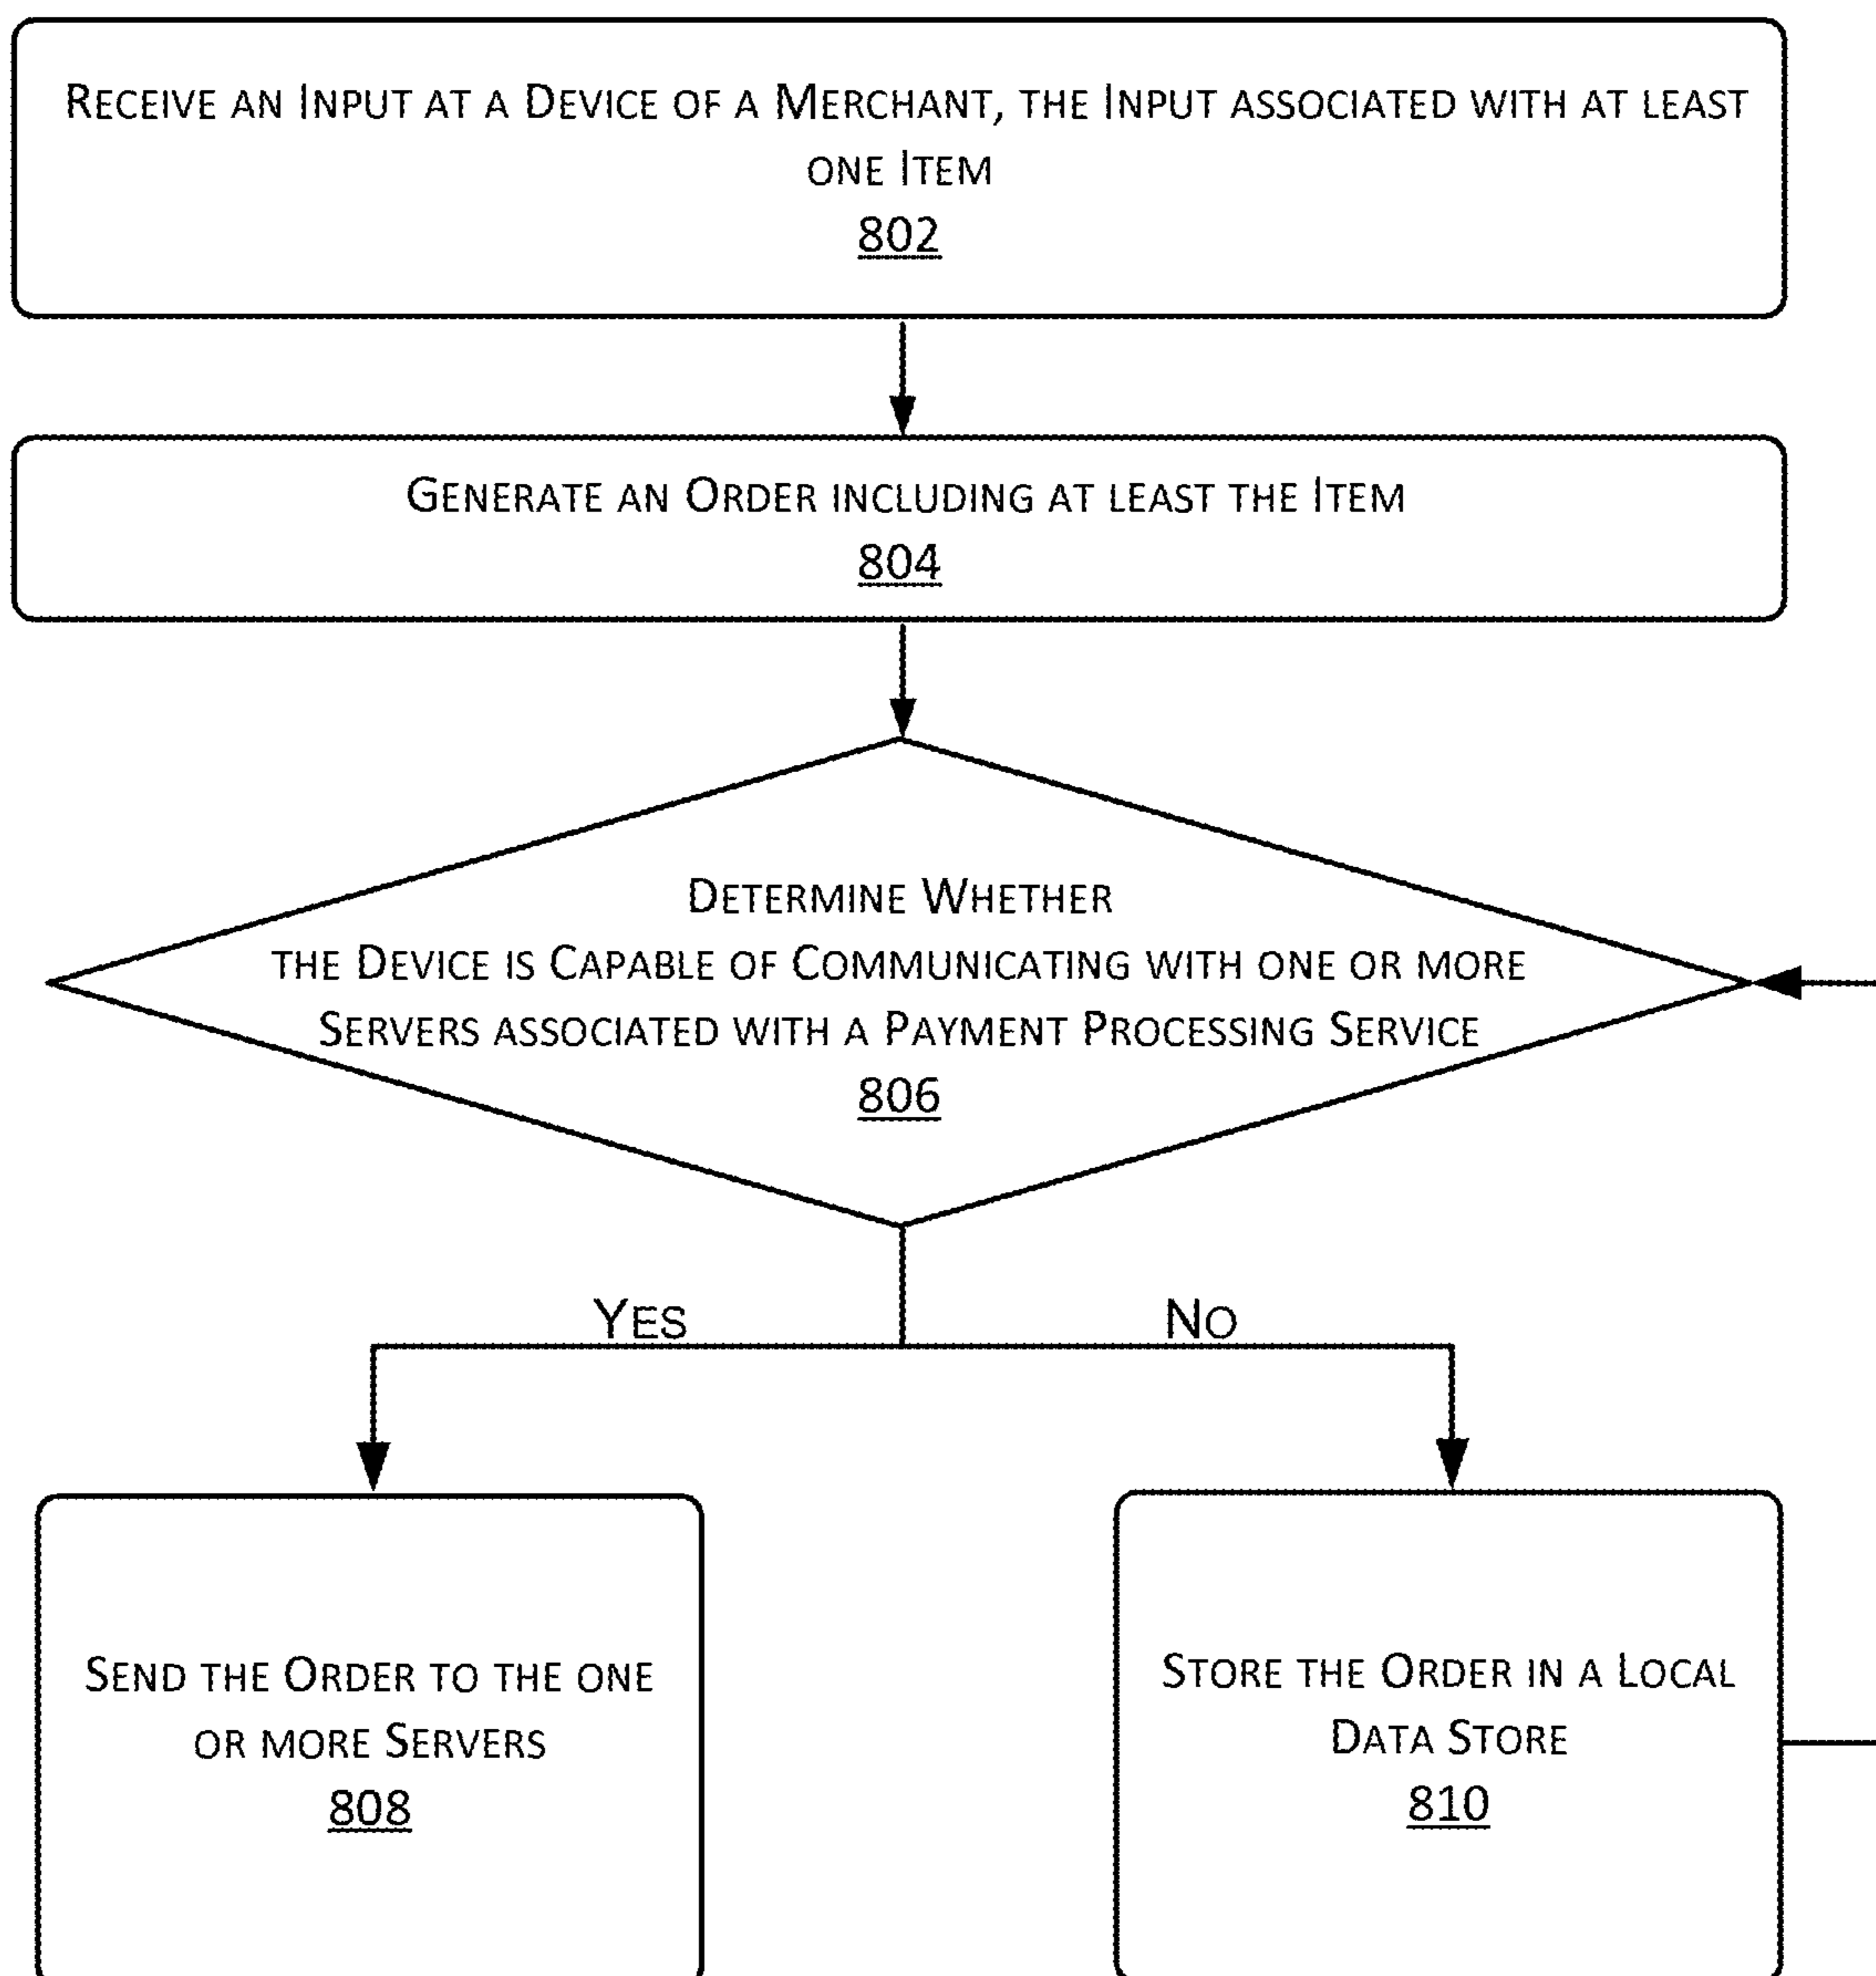 Receive an Input at a Device of a Merchant, the Input associated with at least
one Item
802
Generate an Order including at least the Item
804
Determine Whether
the Device is Capable of Communicating with one or more
Servers associated with a Payment Processing Service
806
Yes
No
Send the Order to the one
or more Servers
808
Store the Order in a Local
Data Store
810